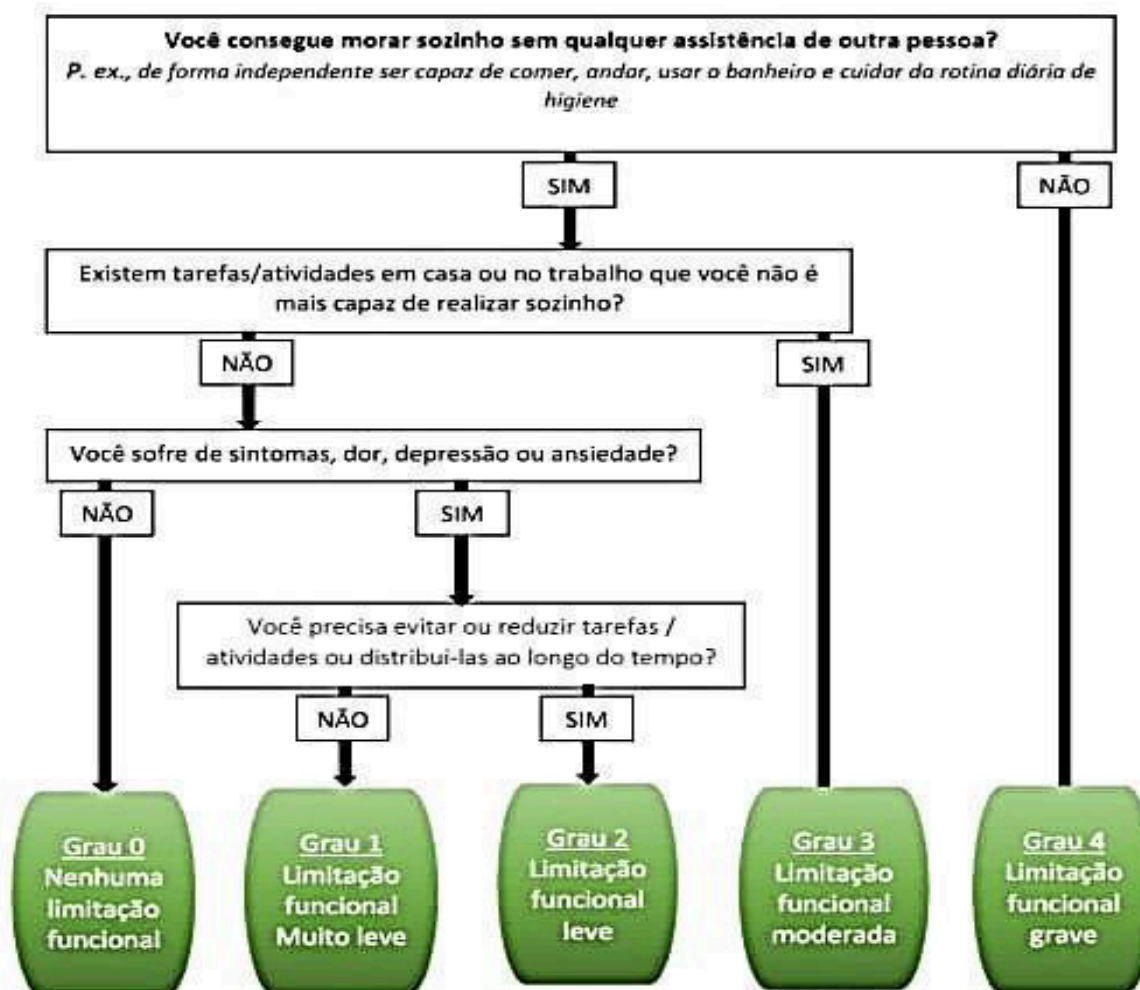 Você consegue morar sozinho sem qualquer assistência de outra pessoa?
P. ex., de forma independente ser capaz de comer, andar, usar o banheiro e cuidar da rotina diária de
higiene
SIM
NÃO
Existem tarefas/atividades em casa ou no trabalho que você não é
mais capaz de realizar sozinho?
NÃO
SIM
Você sofre de sintomas, dor, depressão ou ansiedade?
NÃO
SIM
Você precisa evitar ou reduzir tarefas /
atividades ou distribuí-las ao longo do tempo?
NÃO
SIM
Grau 0
Nenhuma
limitação
funcional
Grau 1
Limitação
funcional
Muito leve
Grau 2
Limitação
funcional
leve
Grau 3
Limitação
funcional
moderada
Grau 4
Limitação
funcional
grave